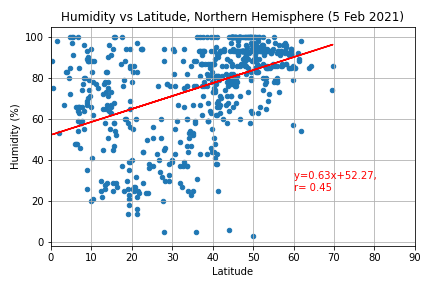 Humidity vs Latitude, Northern Hemisphere (5 Feb 2021)
100
80
60
40
20
0
Humidity (%)
y=0.63x+52.27,
r= 0.45
0 10 20 30 40 50 60 70 80 90
Latitude